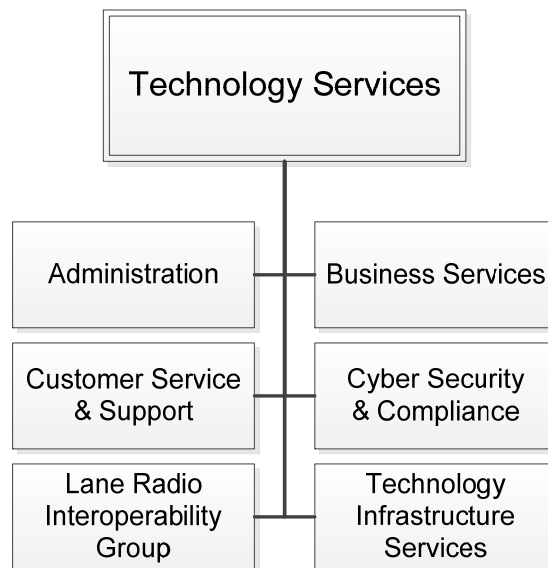 Technology Services
Administration
Business Services
Customer Service
& Support
Cyber Security
& Compliance
Lane Radio
Interoperability
Group
Technology
Infrastructure
Services